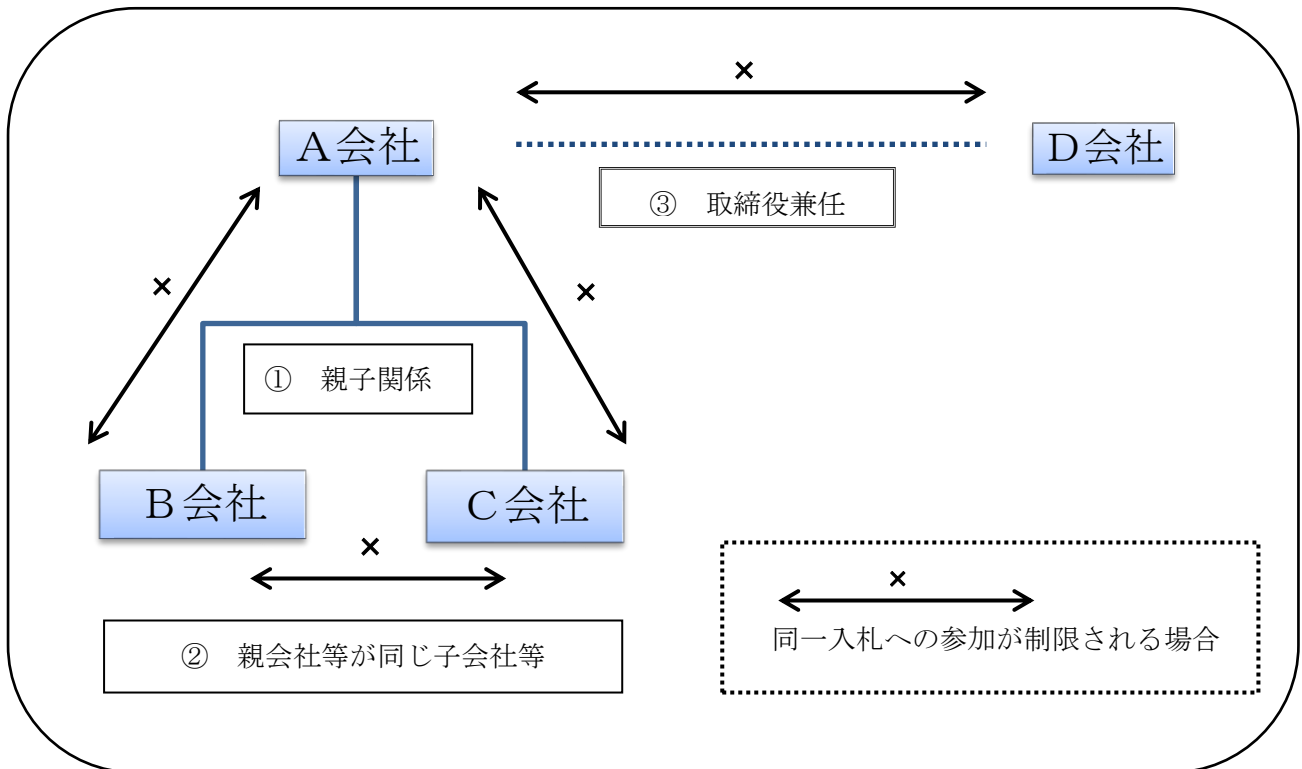 ×
Ａ会社
Ｄ会社
③　取締役兼任
×
×
①　親子関係
Ｂ会社
Ｃ会社
×
②　親会社等が同じ子会社等
×
同一入札への参加が制限される場合